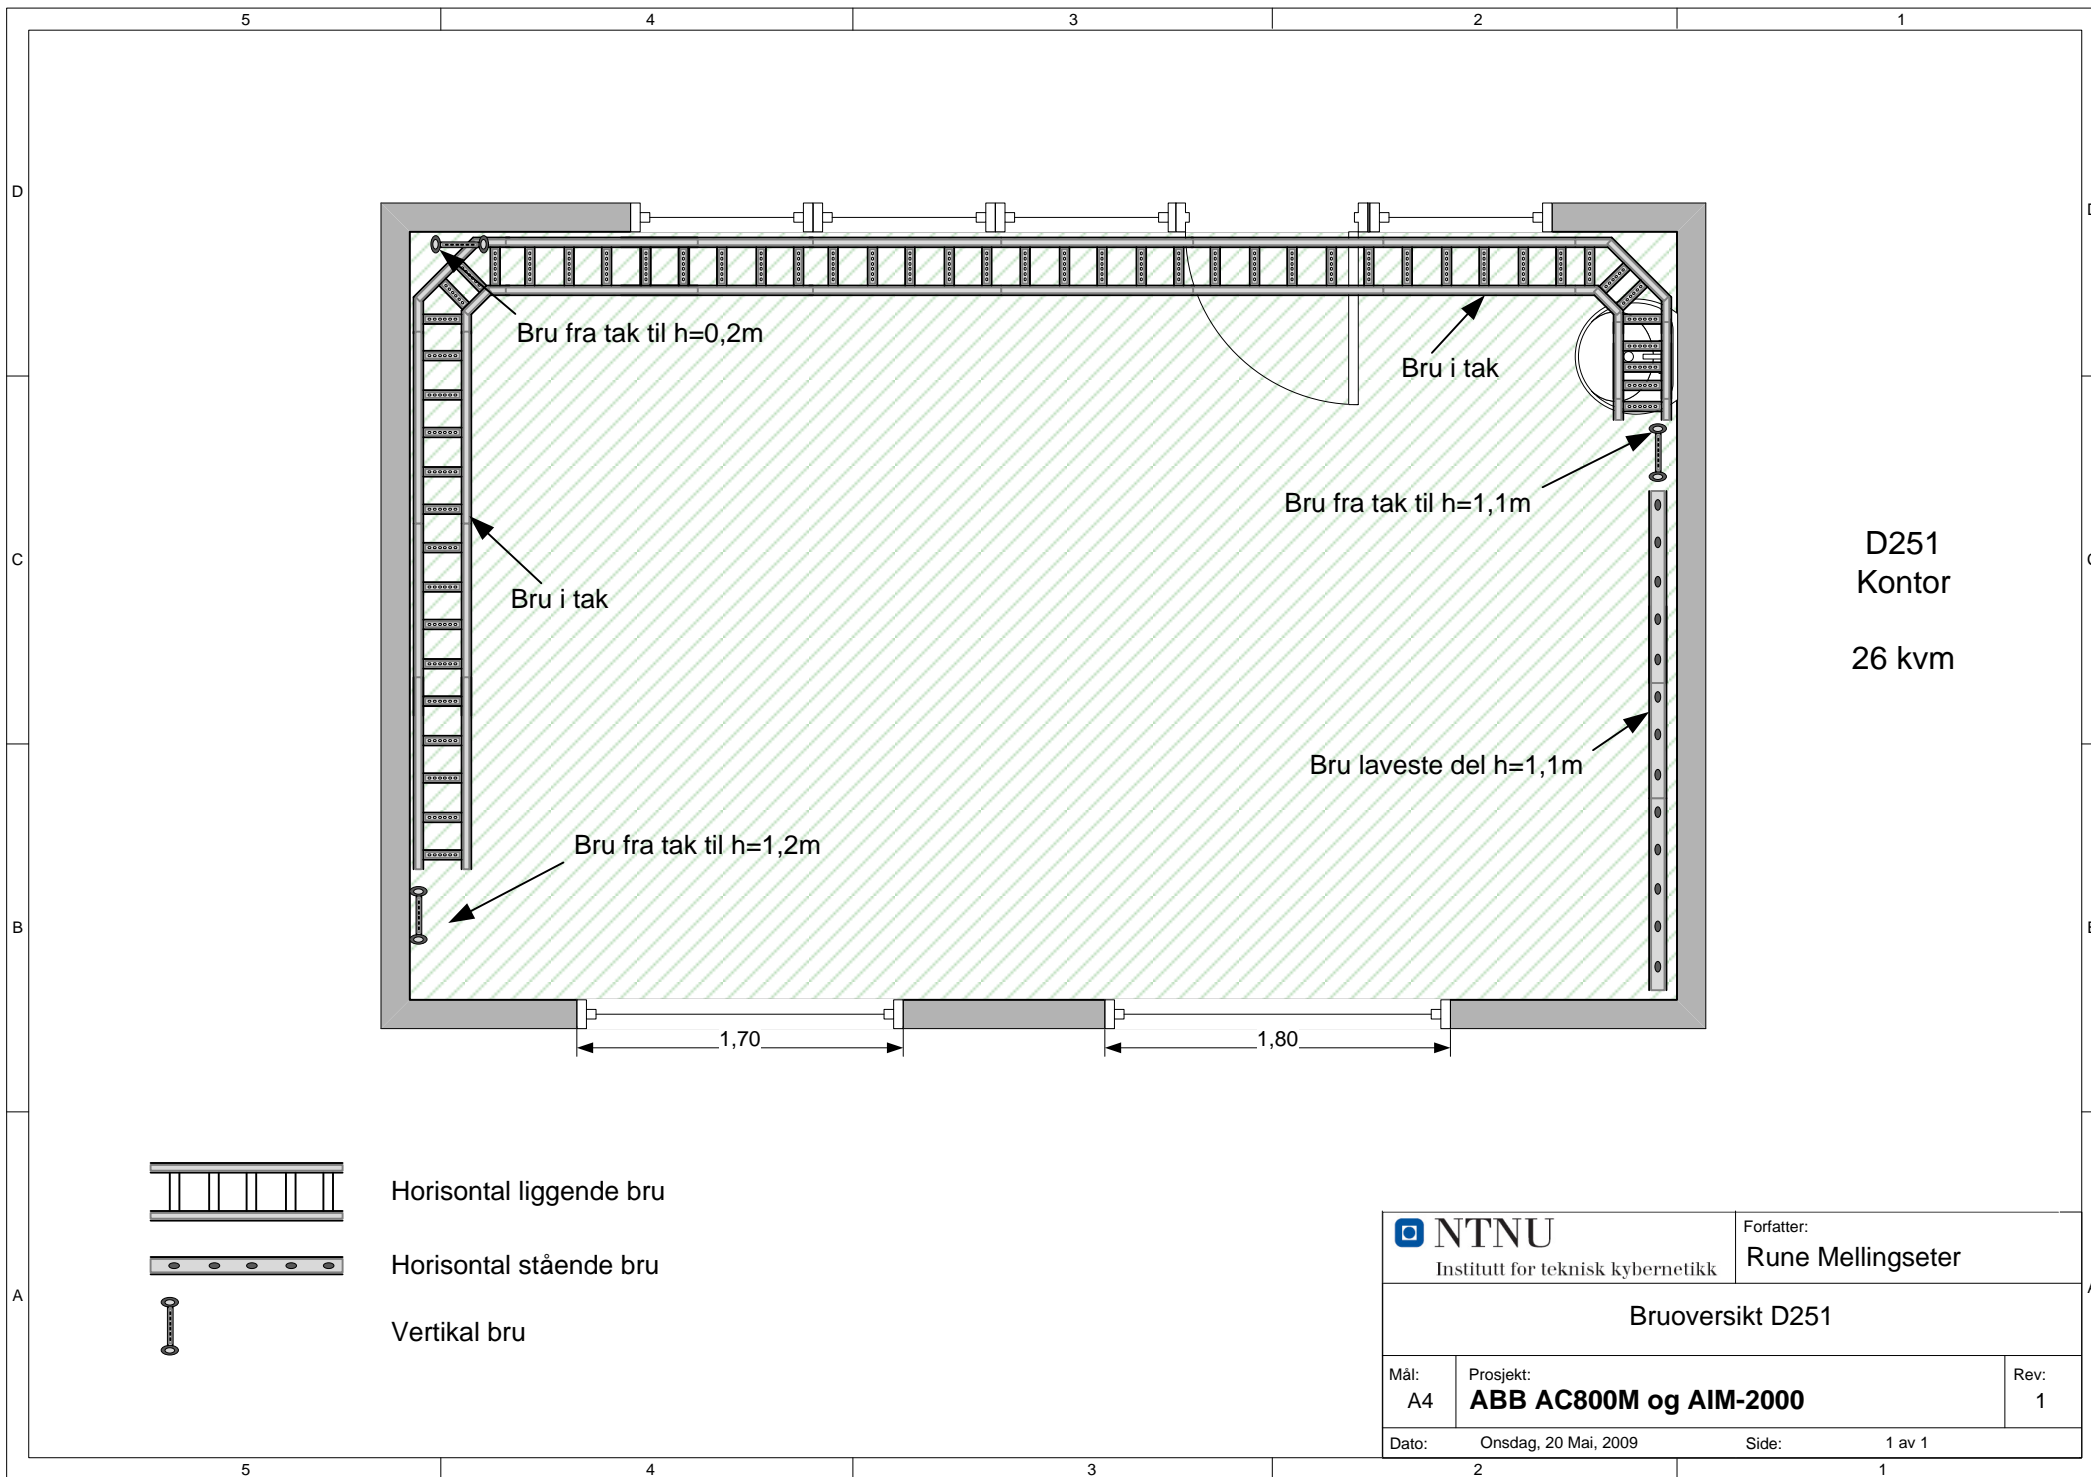 5 4 3 2 1
D
D
Bru fra tak til h=0,2m
Bru i tak
Bru fra tak til h=1,1m
C
D251
Kontor
26 kvm
Bru i tak
Bru laveste del h=1,1m
Bru fra tak til h=1,2m
B
1,70
1,80
Horisontal liggende bru
Horisontal stående bru
Vertikal bru
A
NTNU
Institutt for teknisk kybernetikk
Forfatter:
Rune Mellingseter
Bruoversikt D251
Mål:
A4
Prosjekt:
ABB AC800M og AIM-2000
Rev:
1
Dato: Onsdag, 20 Mai, 2009 Side: 1 av 1
5 4 3 2 1